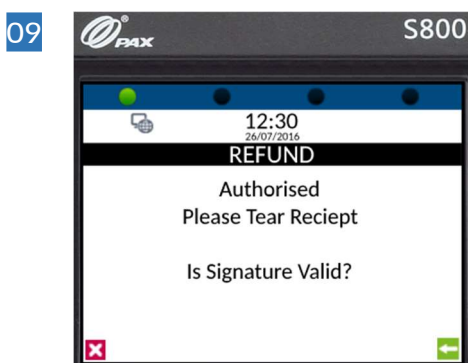 09
PAX® S800
12:30
26/07/2016
REFUND
Authorised
Please Tear Reciept
Is Signature Valid?